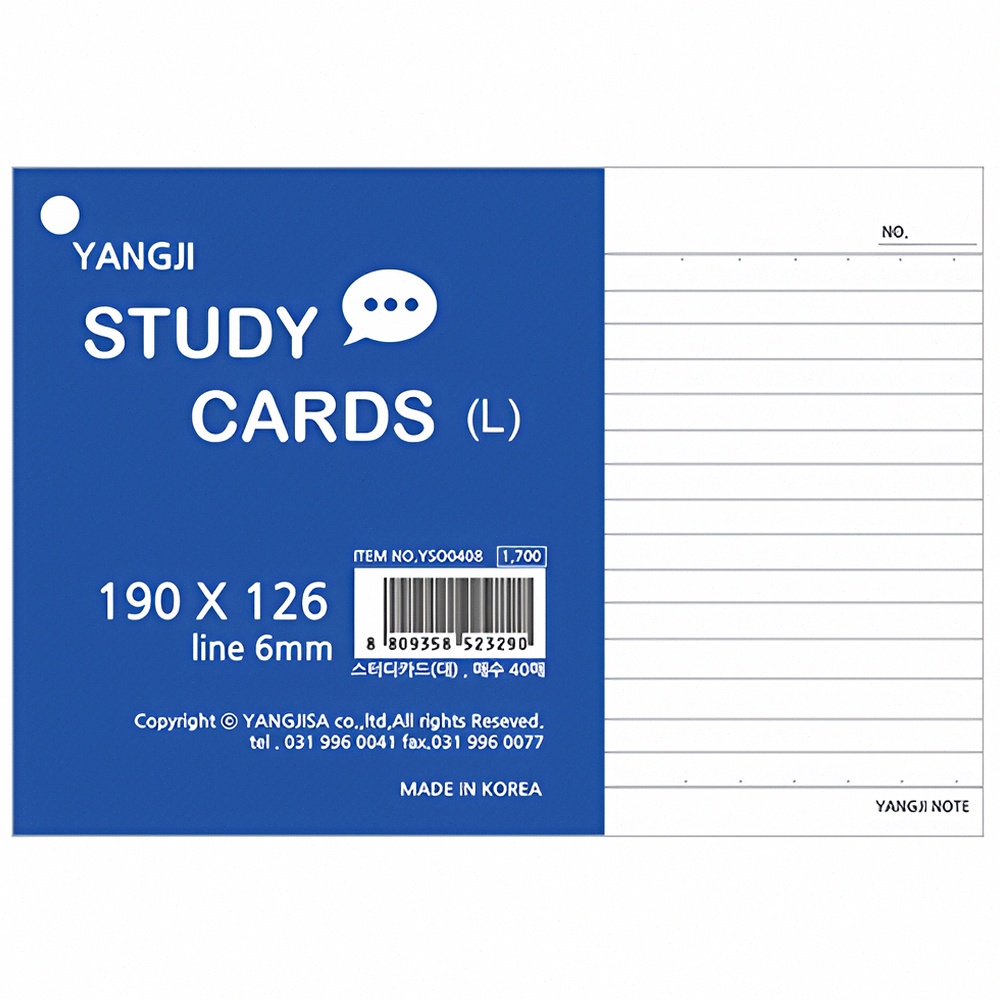 YANGJI
STUDY
CARDS (L)
190 X 126
line 6mm
ITEM NO.YS00408 1,700
8 809358 523290
스터디카드(대) . 매수 40매
Copyright © YANGJISA co.,ltd,All rights Reseved.
tel . 031 996 0041 fax.031 996 0077
MADE IN KOREA
NO.
YANGJI NOTE